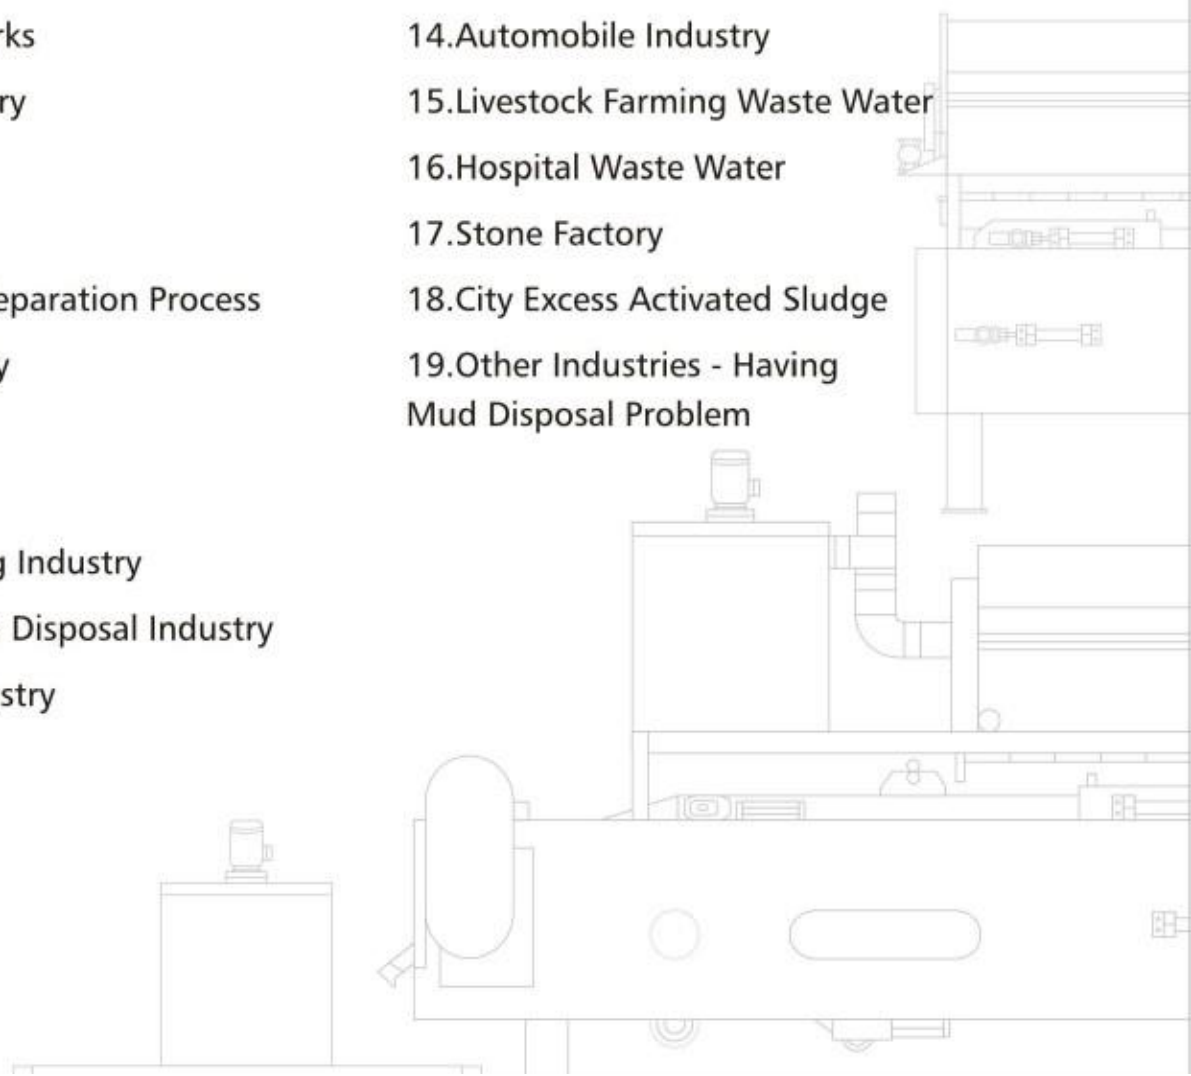 rks
ry
eparation Process
y
g Industry
Disposal Industry
stry
14.Automobile Industry
15.Livestock Farming Waste Water
16.Hospital Waste Water
17.Stone Factory
18.City Excess Activated Sludge
19.Other Industries - Having
Mud Disposal Problem